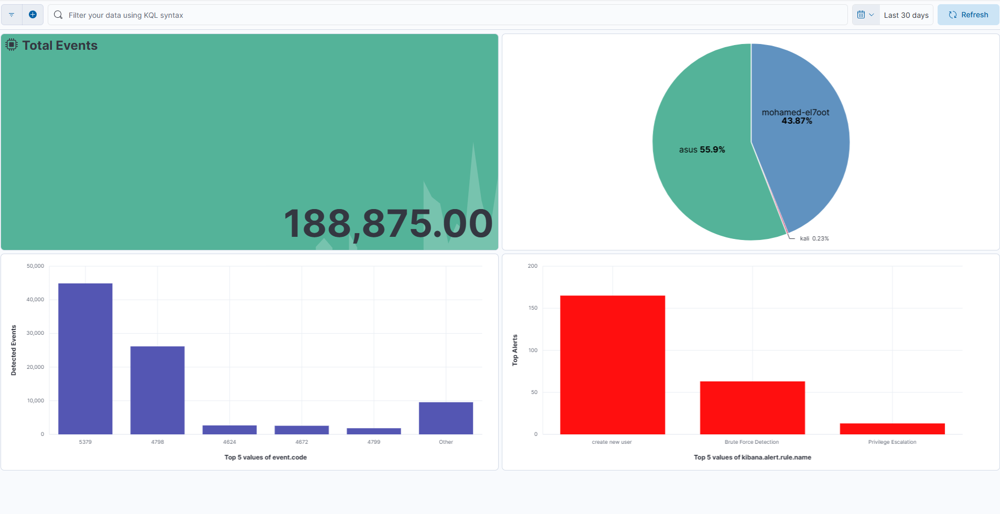 Filter your data using KQL syntax
Last 30 days
Refresh
Total Events
188,875.00
mohamed-el7oot
43.87%
asus 55.9%
kali 0.23%
50,000
40,000
30,000
20,000
10,000
0
Detected Events
5379 4798 4624 4672 4799 Other
Top 5 values of event.code
200
150
100
50
0
Top Alerts
create new user Brute Force Detection Privilege Escalation
Top 5 values of kibana.alert.rule.name